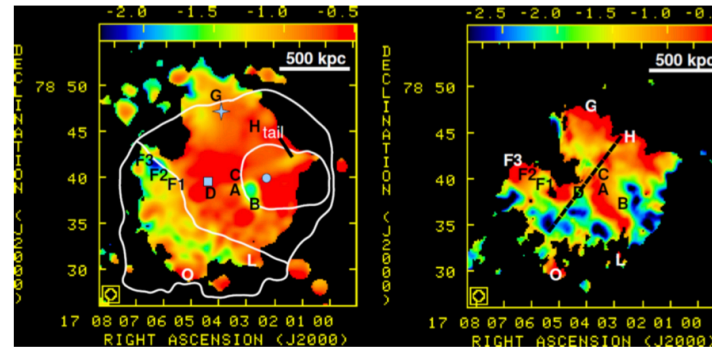 -2.0 -1.5 -1.0 -0.5
500 kpc
DECLINATION (J2000)
78 50
45
40
35
30
G
H
tail
F3
F2
F1
C
A
D
B
L
O
17 08 07 06 05 04 03 02 01 00
RIGHT ASCENSION (J2000)
-2.5 -2.0 -1.5 -1.0
500 kpc
DECLINATION (J2000)
78 50
45
40
35
30
G
H
F3
F2
F1
C
D
A
B
L
O
17 08 07 06 05 04 03 02 01 00
RIGHT ASCENSION (J2000)